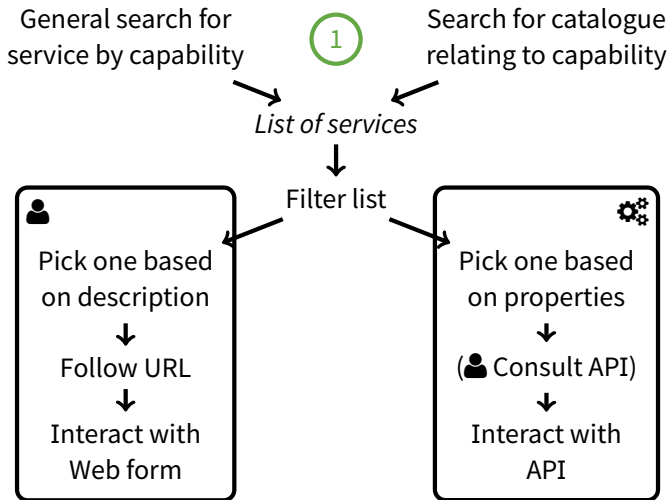 General search for
service by capability
1
Search for catalogue
relating to capability
List of services
Filter list
Pick one based
on description
Follow URL
Interact with
Web form
Pick one based
on properties
( Consult API)
Interact with
API